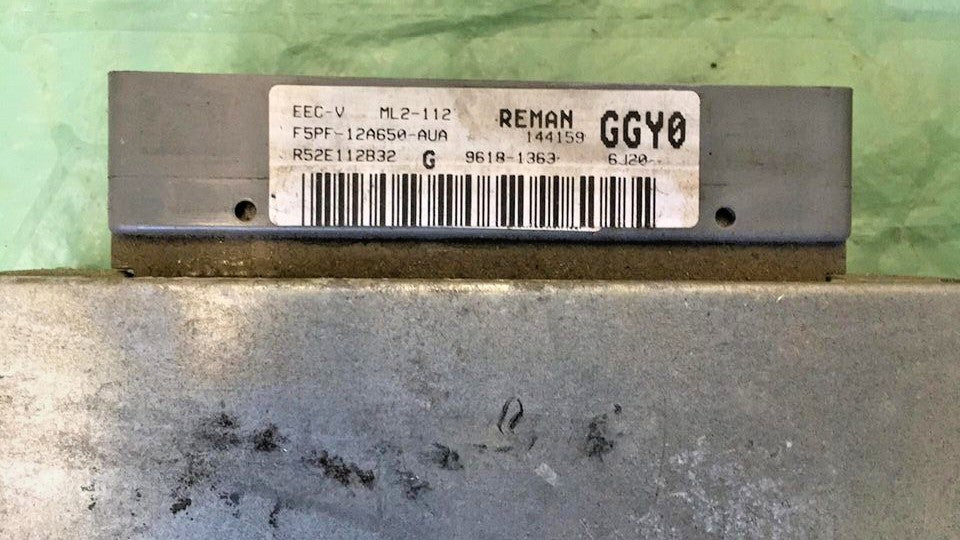 EEC-V ML2-112 REMAN GGY0
F5PF-12A650-AUA 144159
R52E112B32 G 9618-1363 6J20